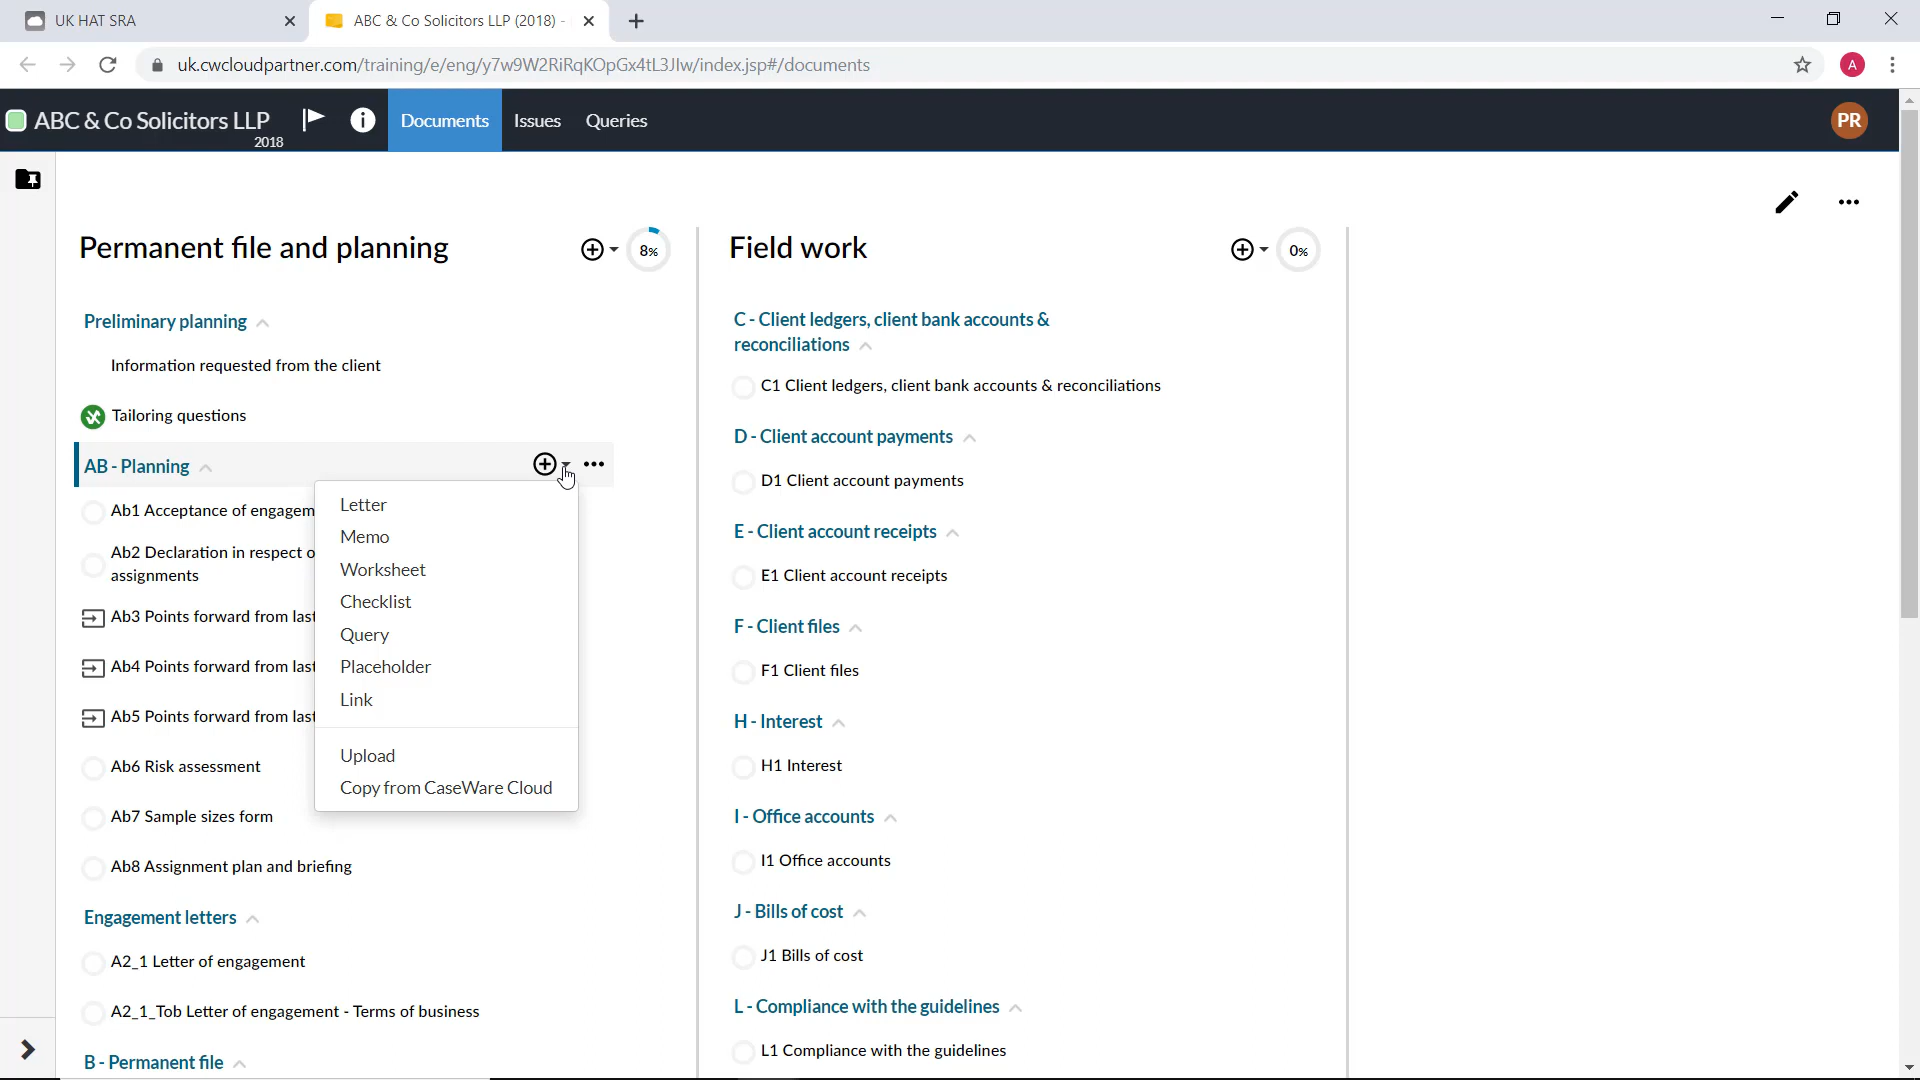 UK HAT SRA
ABC & Co Solicitors LLP (2018) -
uk.cwcloudpartner.com/training/e/eng/y7w9W2RiRqKOpGx4tL3Jlw/index.jsp#/documents
A
ABC & Co Solicitors LLP
2018
Documents
Issues
Queries
PR
Permanent file and planning
8%
Preliminary planning
Information requested from the client
Tailoring questions
AB - Planning
Ab1 Acceptance of engagem
Ab2 Declaration in respect o
assignments
Ab3 Points forward from last
Ab4 Points forward from last
Ab5 Points forward from last
Ab6 Risk assessment
Ab7 Sample sizes form
Ab8 Assignment plan and briefing
Engagement letters
A2_1 Letter of engagement
A2_1_Tob Letter of engagement - Terms of business
B - Permanent file
Letter
Memo
Worksheet
Checklist
Query
Placeholder
Link
Upload
Copy from CaseWare Cloud
Field work
0%
C - Client ledgers, client bank accounts &
reconciliations
C1 Client ledgers, client bank accounts & reconciliations
D - Client account payments
D1 Client account payments
E - Client account receipts
E1 Client account receipts
F - Client files
F1 Client files
H - Interest
H1 Interest
I - Office accounts
I1 Office accounts
J - Bills of cost
J1 Bills of cost
L - Compliance with the guidelines
L1 Compliance with the guidelines